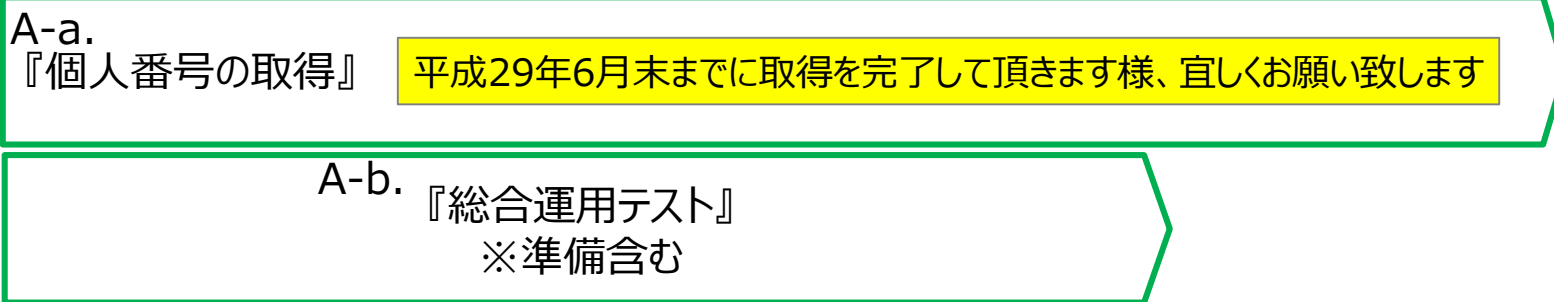 A-a.
『個人番号の取得』 平成29年6月末までに取得を完了して頂きます様、宜しくお願い致します
A-b.
『総合運用テスト』
※準備含む